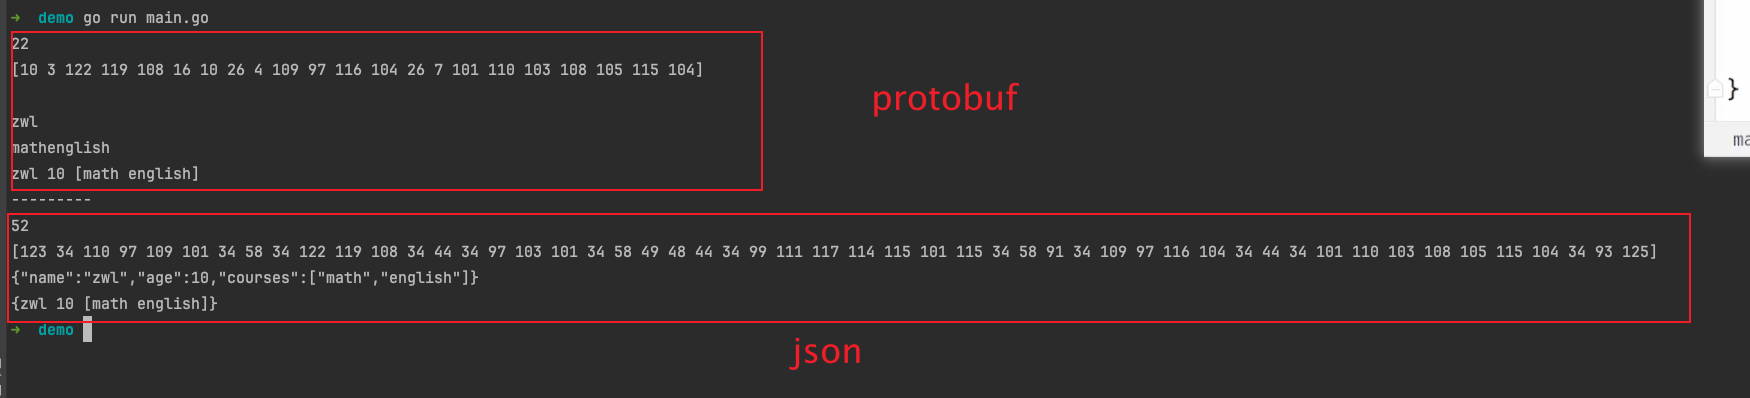 → demo go run main.go
22
[10 3 122 119 108 16 10 26 4 109 97 116 104 26 7 101 110 103 108 105 115 104]
zwl
mathenglish
zwl 10 [math english]
---------
52
[123 34 110 97 109 101 34 58 34 122 119 108 34 44 34 97 103 101 34 58 49 48 44 34 99 111 117 114 115 101 115 34 58 91 34 109 97 116 104 34 44 34 101 110 103 108 105 115 104 34 93 125]
{"name":"zwl","age":10,"courses":["math","english"]}
{zwl 10 [math english]}
→ demo
protobuf
json
}
ma